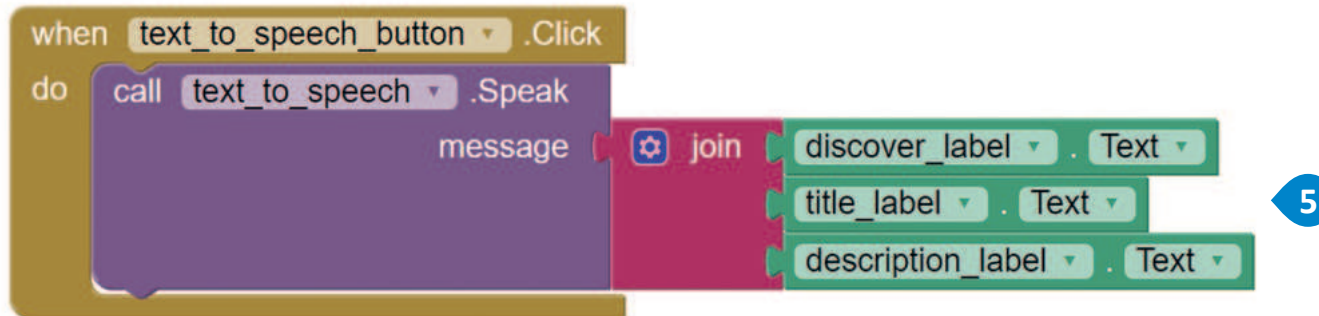 when text_to_speech_button .Click
do call text_to_speech .Speak
message join discover_label . Text
title_label . Text
5
description_label . Text